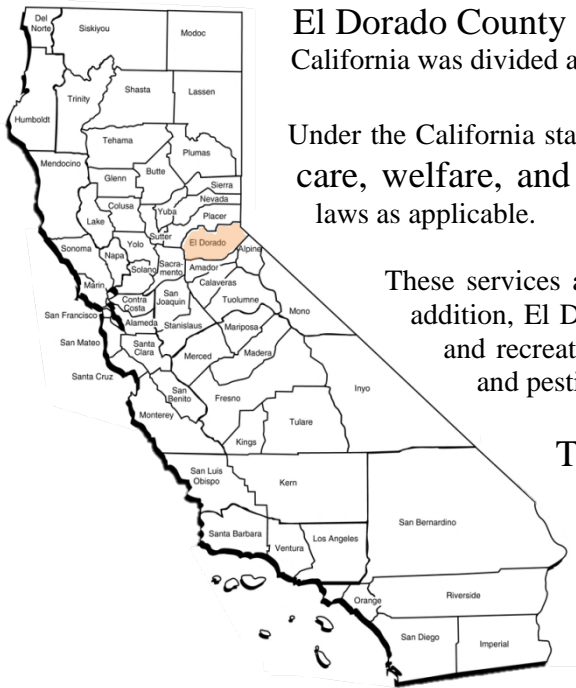 El Dorado County
California was divided a
Under the California sta
care, welfare, and
laws as applicable.
These services a
addition, El D
and recreat
and pesti
T
Del
Norte
Siskiyou
Modoc
Shasta
Lassen
Trinity
Humboldt
Tehama
Plumas
Mendocino
Butte
Glenn
Sierra
Colusa
Nevada
Yuba
Placer
Lake
Sutter
El Dorado
Alpine
Sonoma
Yolo
Napa
Sacra-
mento
Amador
Solano
Calaveras
Marin
San
Joaquin
Tuolumne
Contra
Costa
Mono
San Francisco
Alameda
Stanislaus
Mariposa
San Mateo
Santa
Clara
Merced
Madera
Santa Cruz
San
Benito
Fresno
Inyo
Monterey
Tulare
Kings
San Luis
Obispo
Kern
San Bernardino
Santa Barbara
Ventura
Los Angeles
Orange
Riverside
San Diego
Imperial